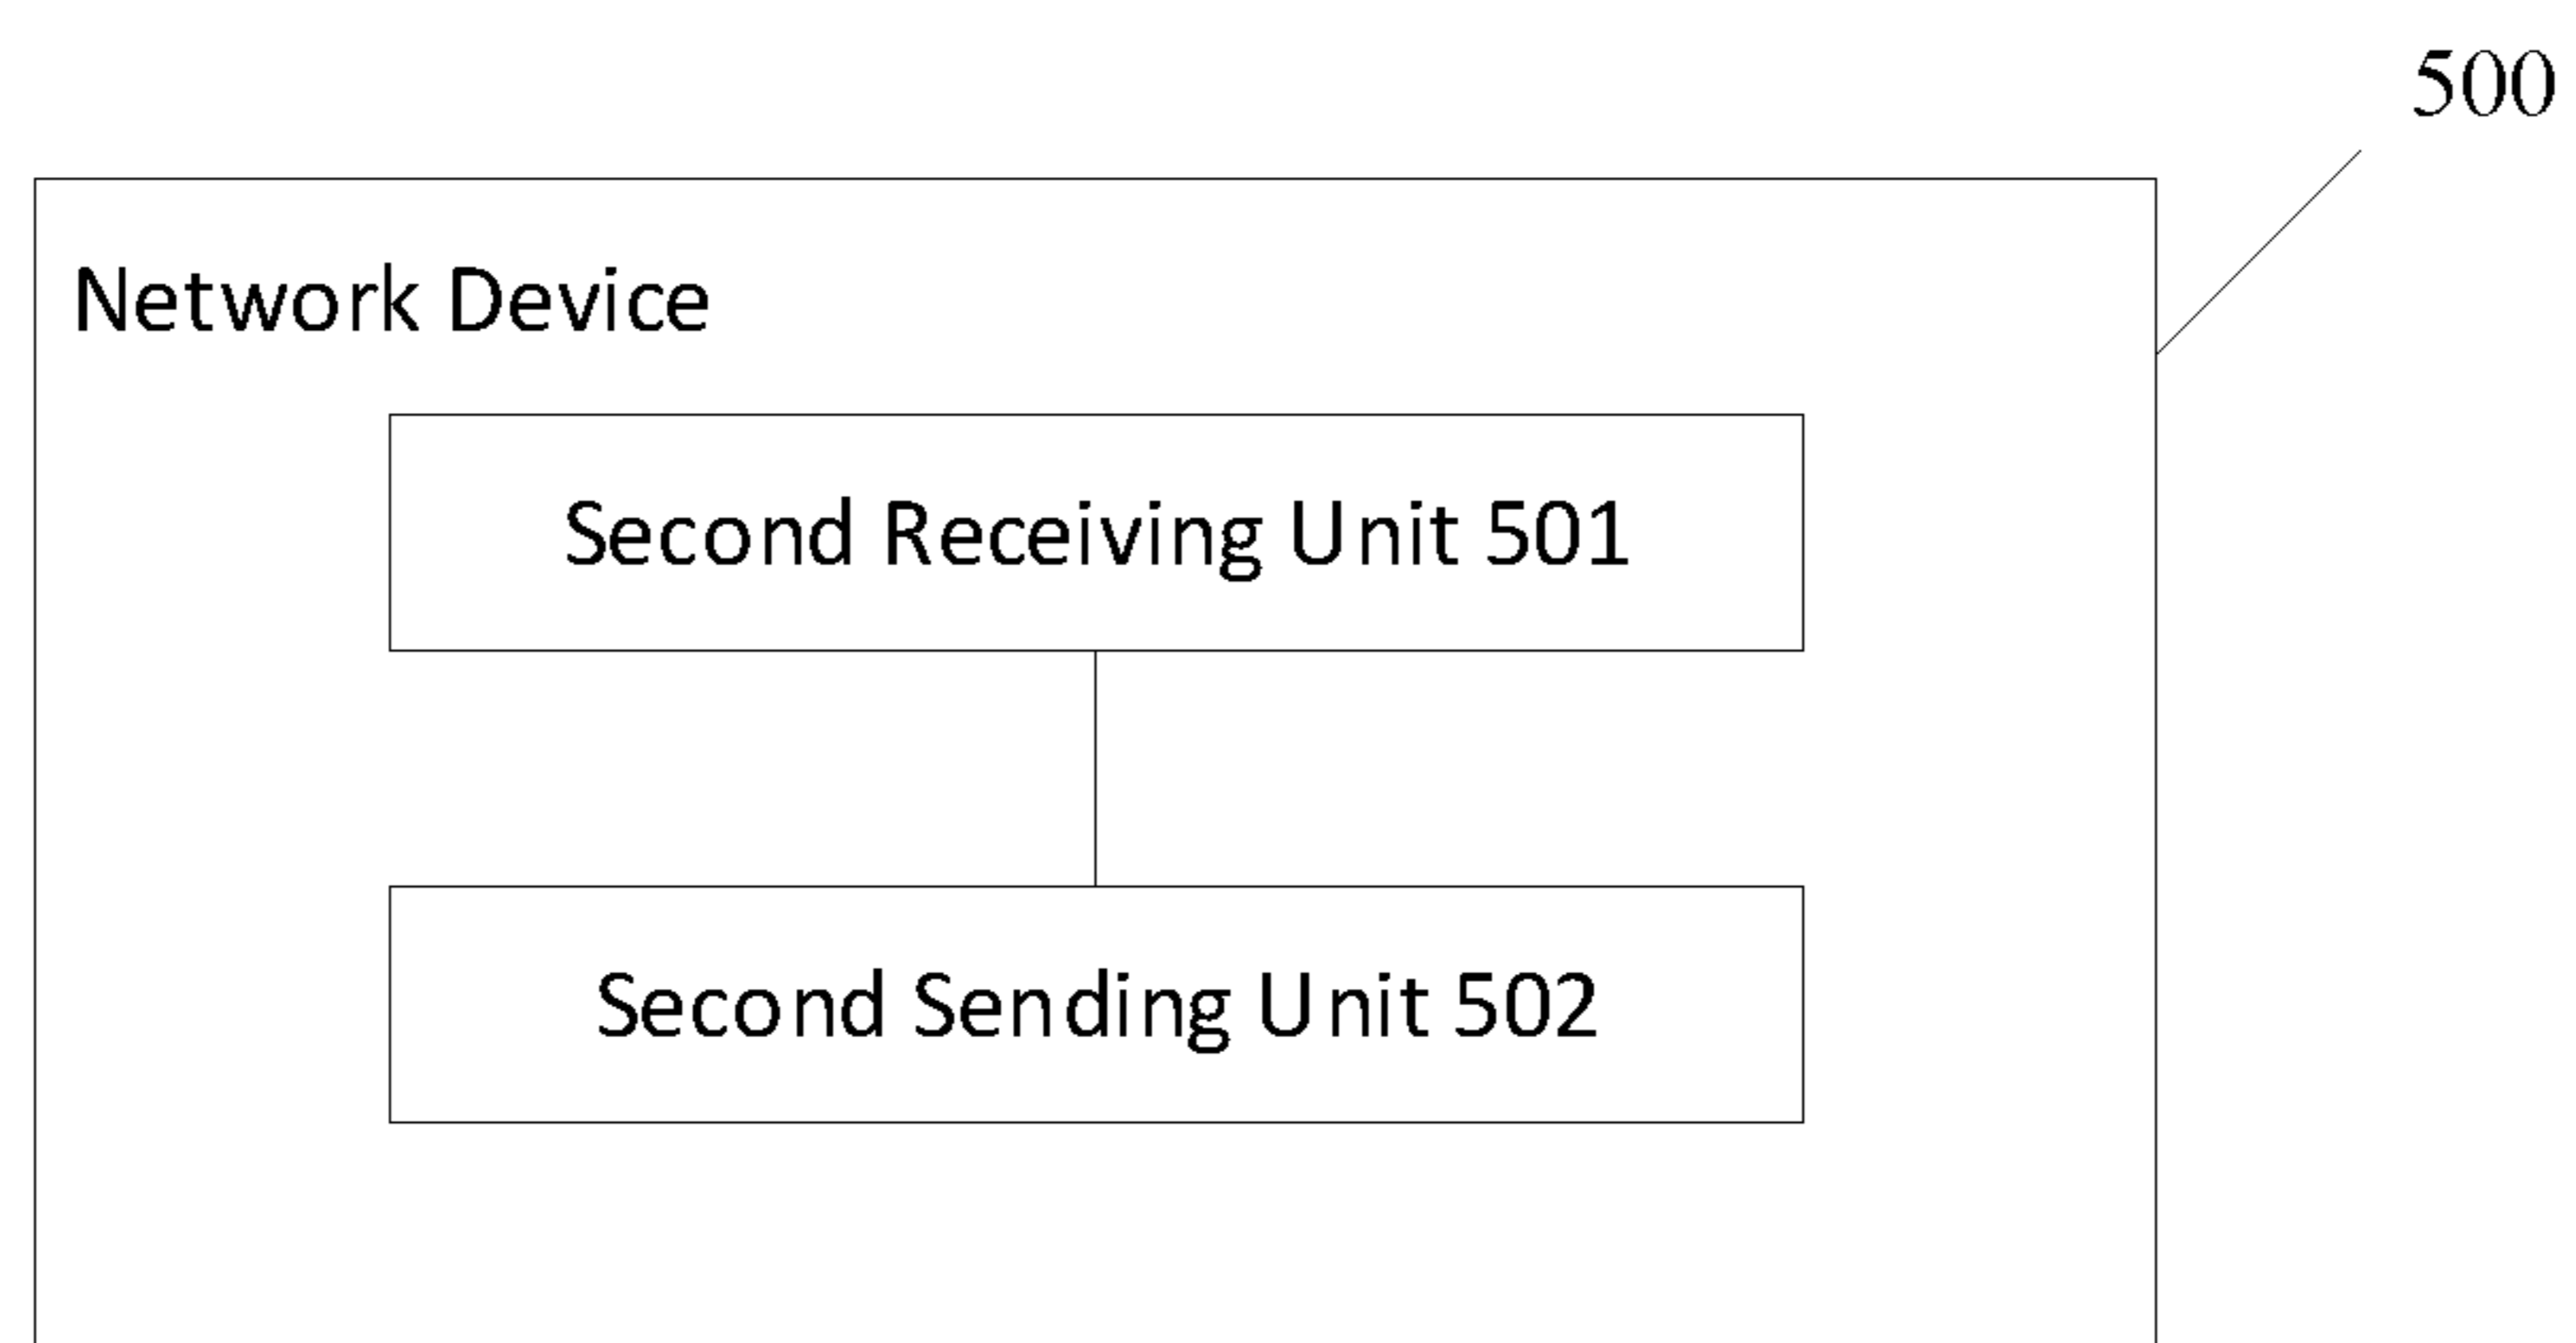 500
Network Device
Second Receiving Unit 501
Second Sending Unit 502